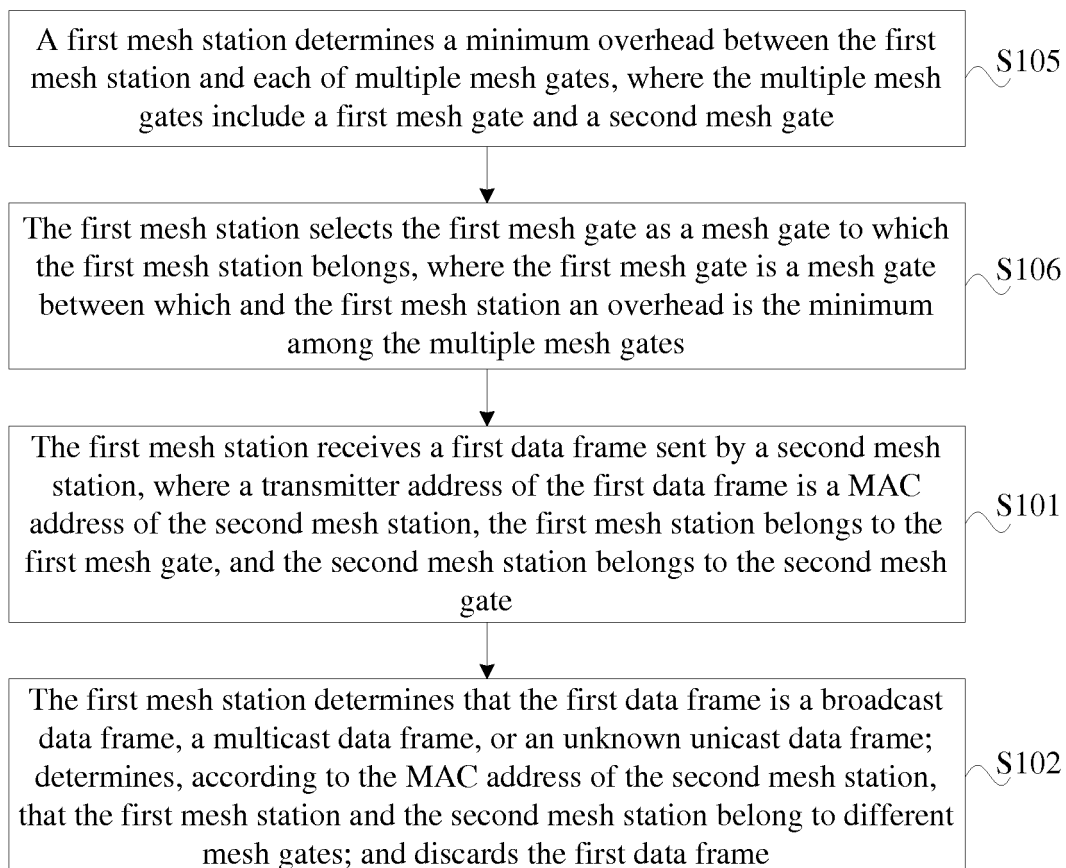 A first mesh station determines a minimum overhead between the first
mesh station and each of multiple mesh gates, where the multiple mesh
gates include a first mesh gate and a second mesh gate
S105
The first mesh station selects the first mesh gate as a mesh gate to which
the first mesh station belongs, where the first mesh gate is a mesh gate
between which and the first mesh station an overhead is the minimum
among the multiple mesh gates
S106
The first mesh station receives a first data frame sent by a second mesh
station, where a transmitter address of the first data frame is a MAC
address of the second mesh station, the first mesh station belongs to the
first mesh gate, and the second mesh station belongs to the second mesh
gate
S101
The first mesh station determines that the first data frame is a broadcast
data frame, a multicast data frame, or an unknown unicast data frame;
determines, according to the MAC address of the second mesh station,
that the first mesh station and the second mesh station belong to different
mesh gates; and discards the first data frame
S102